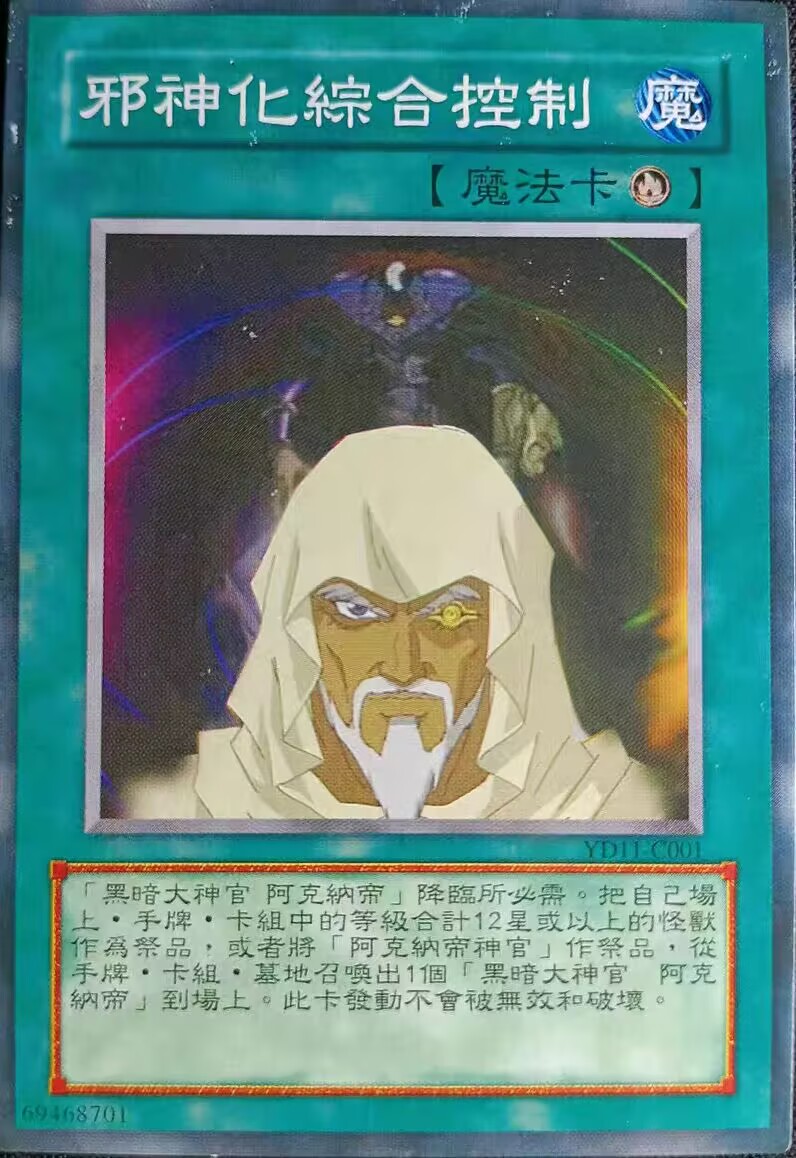 邪神化綜合控制 魔
【魔法卡】
YD11-C001
「黑暗大神官 阿克納帝」降臨所必需。把自己場
上・手牌・卡組中的等級合計12星或以上的怪獸
作為祭品，或者將「阿克納帝神官」作祭品，從
手牌・卡組・墓地召喚出1個「黑暗大神官　阿克
納帝」到場上。此卡發動不會被無效和破壞。
69468701